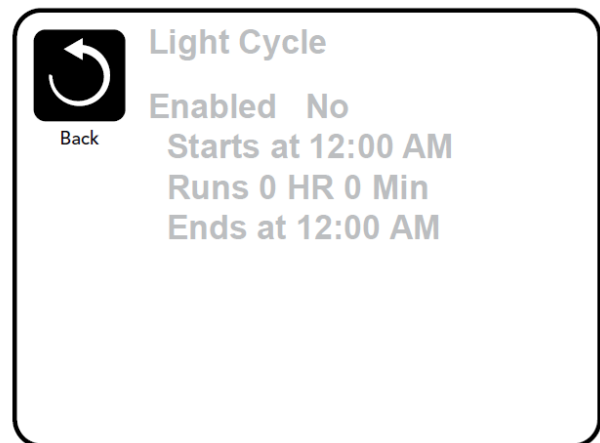 Light Cycle
Back
Enabled No
Starts at 12:00 AM
Runs 0 HR 0 Min
Ends at 12:00 AM